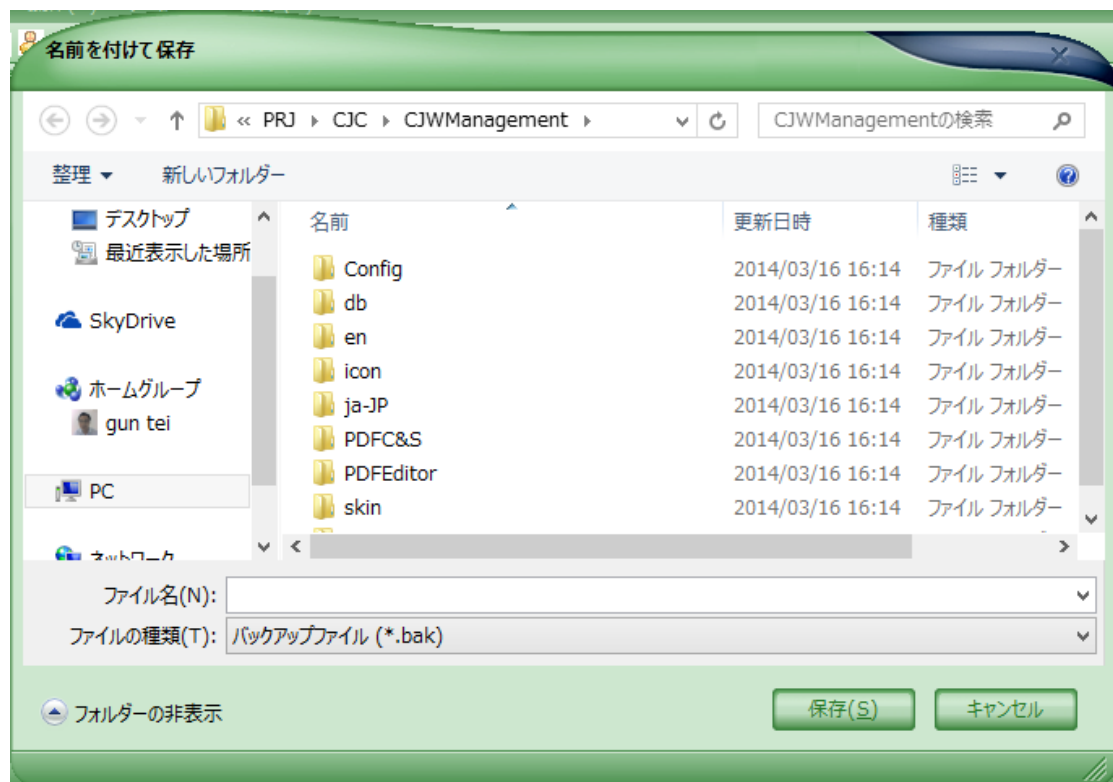 名前を付けて保存
« PRJ ▸ CJC ▸ CJWManagement ▸
CJWManagementの検索
整理 ▼ 新しいフォルダー
デスクトップ
最近表示した場所
SkyDrive
ホームグループ
gun tei
PC
ネットワーク
名前 更新日時 種類
Config 2014/03/16 16:14 ファイル フォルダー
db 2014/03/16 16:14 ファイル フォルダー
en 2014/03/16 16:14 ファイル フォルダー
icon 2014/03/16 16:14 ファイル フォルダー
ja-JP 2014/03/16 16:14 ファイル フォルダー
PDFC&S 2014/03/16 16:14 ファイル フォルダー
PDFEditor 2014/03/16 16:14 ファイル フォルダー
skin 2014/03/16 16:14 ファイル フォルダー
ファイル名(N):
ファイルの種類(T): バックアップファイル (*.bak)
フォルダーの非表示
保存(S) キャンセル